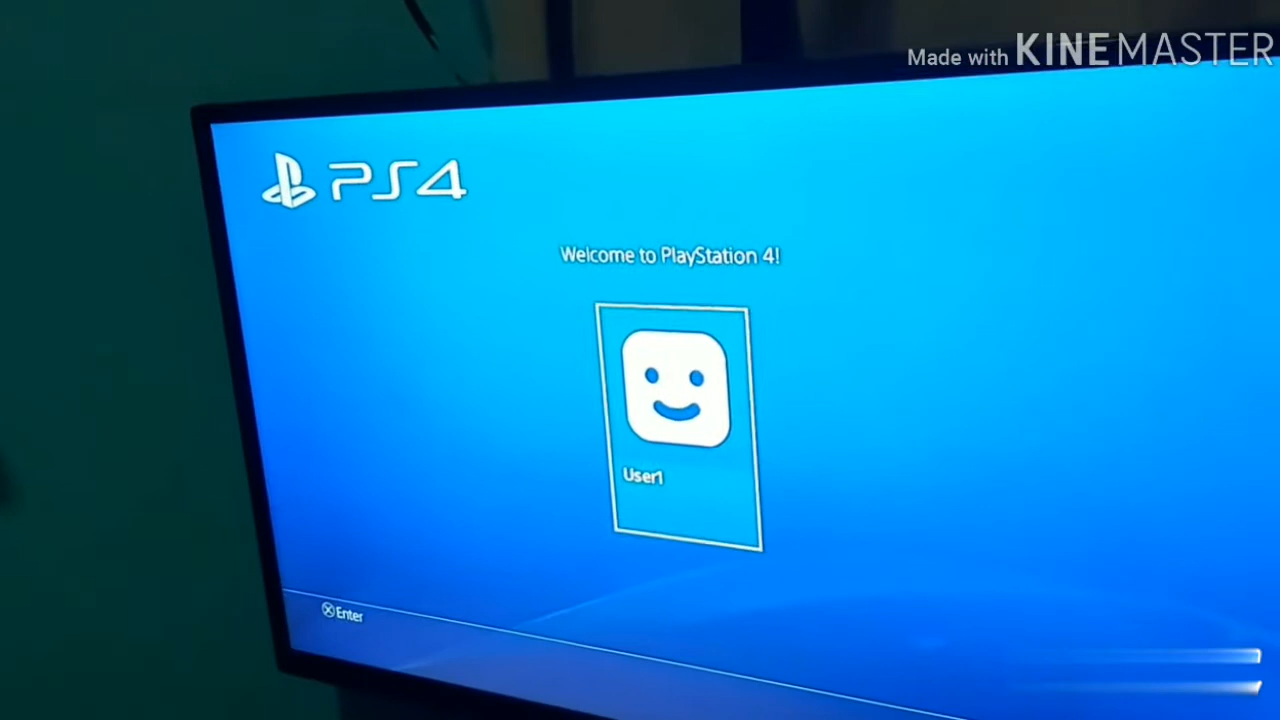 Made with KINEMASTER
PS4
Welcome to PlayStation 4!
User1
Enter